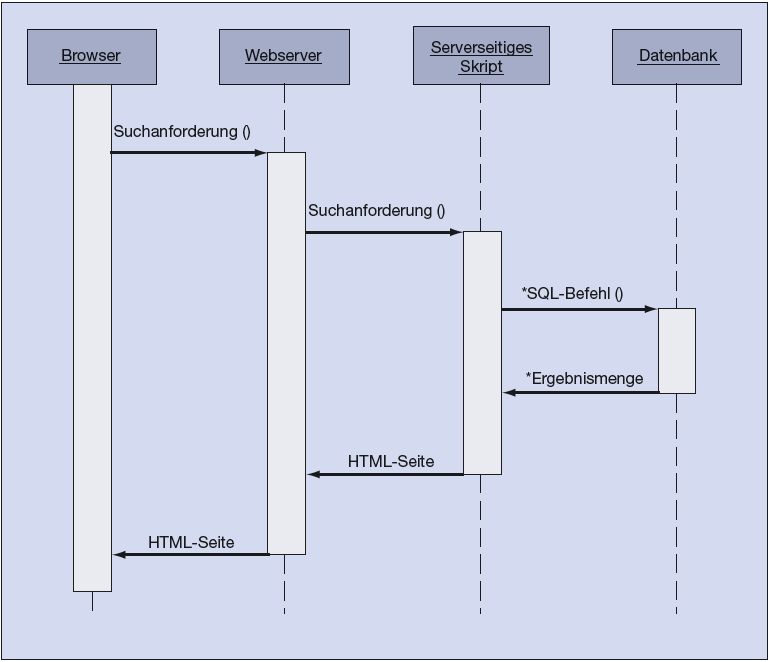 Browser
Webserver
Serverseitiges
Skript
Datenbank
Suchanforderung ()
Suchanforderung ()
*SQL-Befehl ()
*Ergebnismenge
HTML-Seite
HTML-Seite